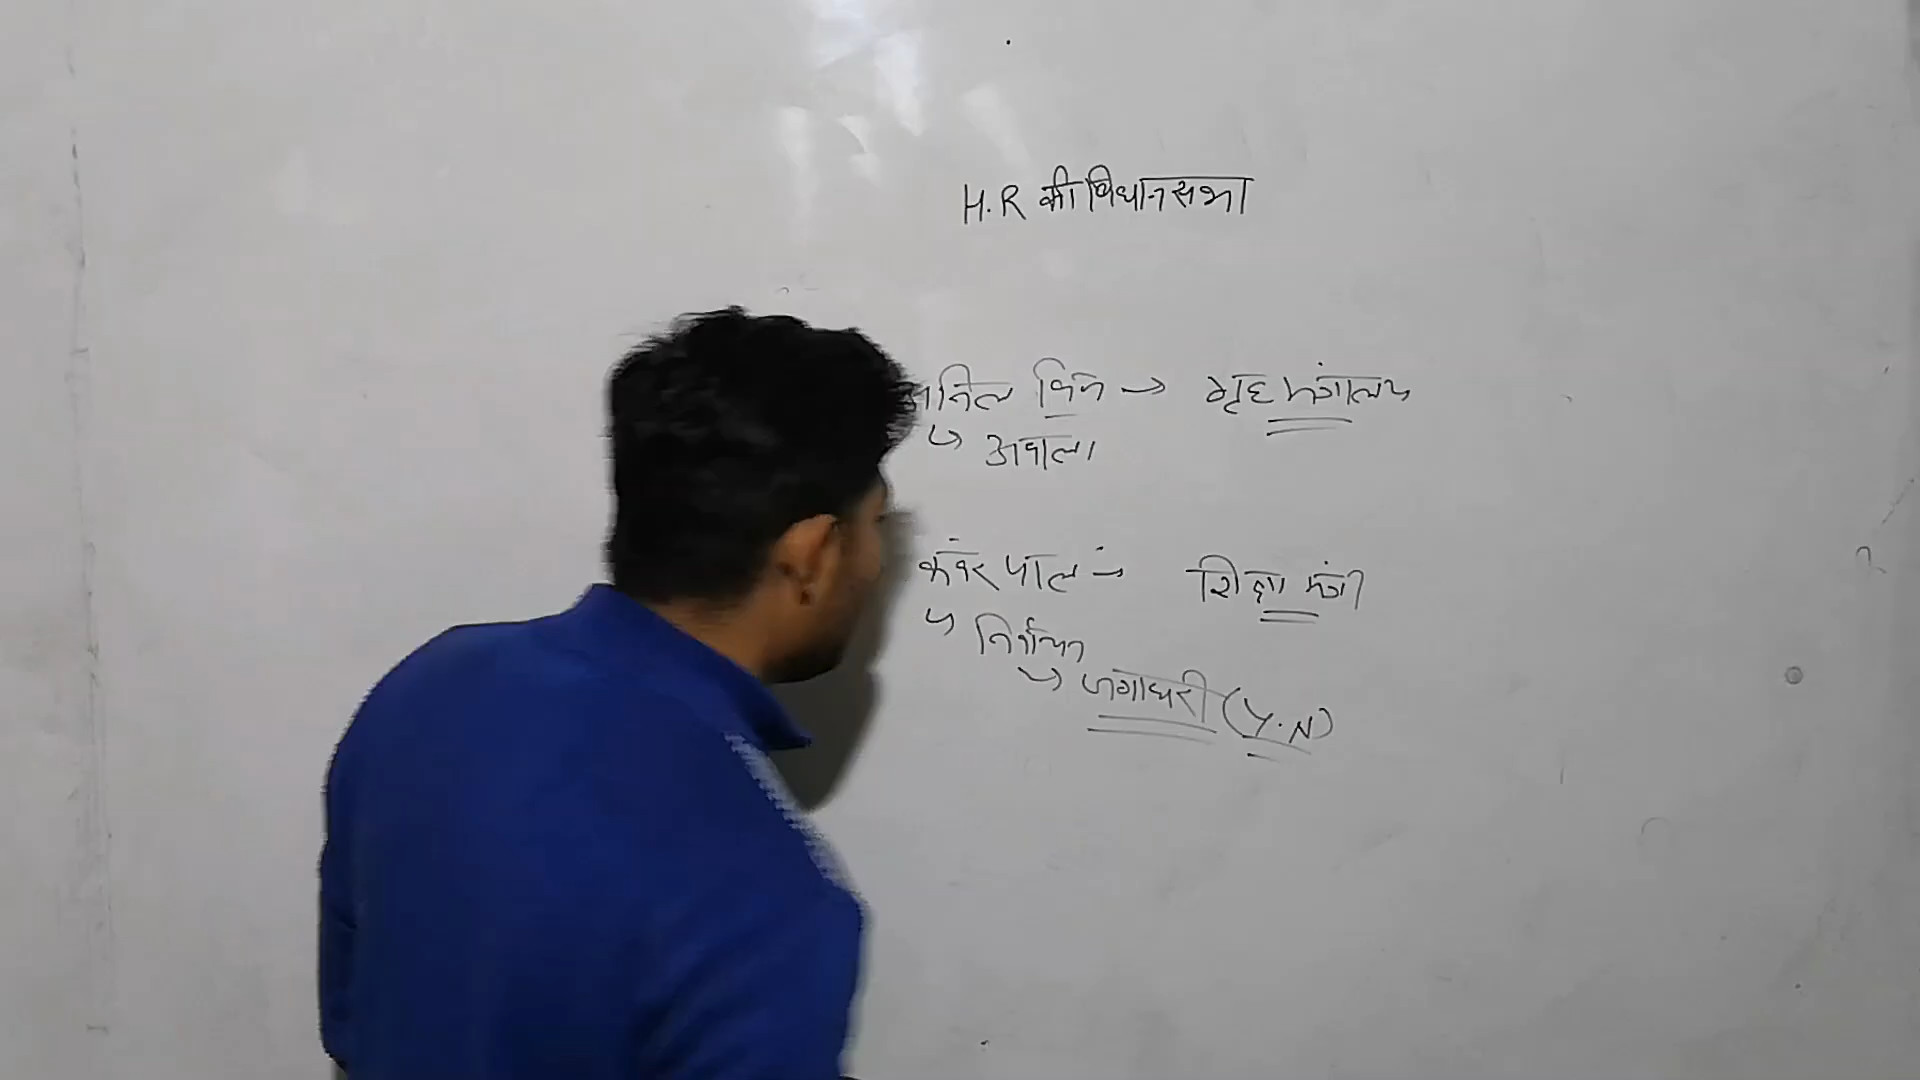 H.R की विधानसभा
अनिल विज → गृह मंत्रालय
↳ अंबाला
कंवर पाल → शिक्षा मंत्री
↳ निर्वाचन
↳ जगाधरी (Y.N)